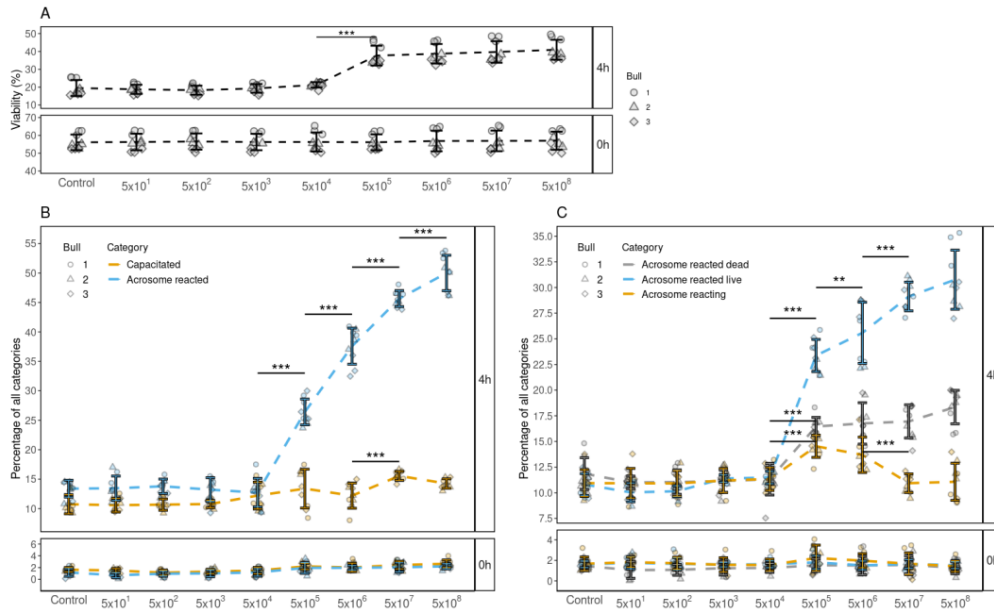 A
***
50
40
30
20
10
4h
Viability (%)
70
60
50
40
0h
Bull
1
2
3
Control 5x10¹ 5x10² 5x10³ 5x10⁴ 5x10⁵ 5x10⁶ 5x10⁷ 5x10⁸
B
Bull Category
1 Capacitated
2 Acrosome reacted
3
***
***
***
***
***
55
50
45
40
35
30
25
20
15
10
Percentage of all categories
4h
6
4
2
0
0h
Control 5x10¹ 5x10² 5x10³ 5x10⁴ 5x10⁵ 5x10⁶ 5x10⁷ 5x10⁸
C
Bull Category
1 Acrosome reacted dead
2 Acrosome reacted live
3 Acrosome reacting
***
**
***
***
***
***
35.0
32.5
30.0
27.5
25.0
22.5
20.0
17.5
15.0
12.5
10.0
7.5
Percentage of all categories
4
2
0
Control 5x10¹ 5x10² 5x10³ 5x10⁴ 5x10⁵ 5x10⁶ 5x10⁷ 5x10⁸